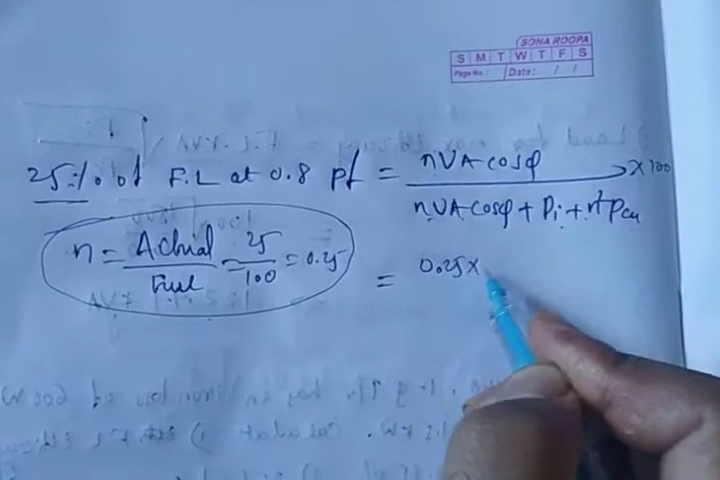 SONA ROOPA
S M T W T F S
Page No.: Date: / /
25% of F.L at 0.8 pf = nVA cosφ / nVA cosφ + Pi + n²Pcu × 100
n = Actual / Full = 25 / 100 = 0.25
= 0.25 ×